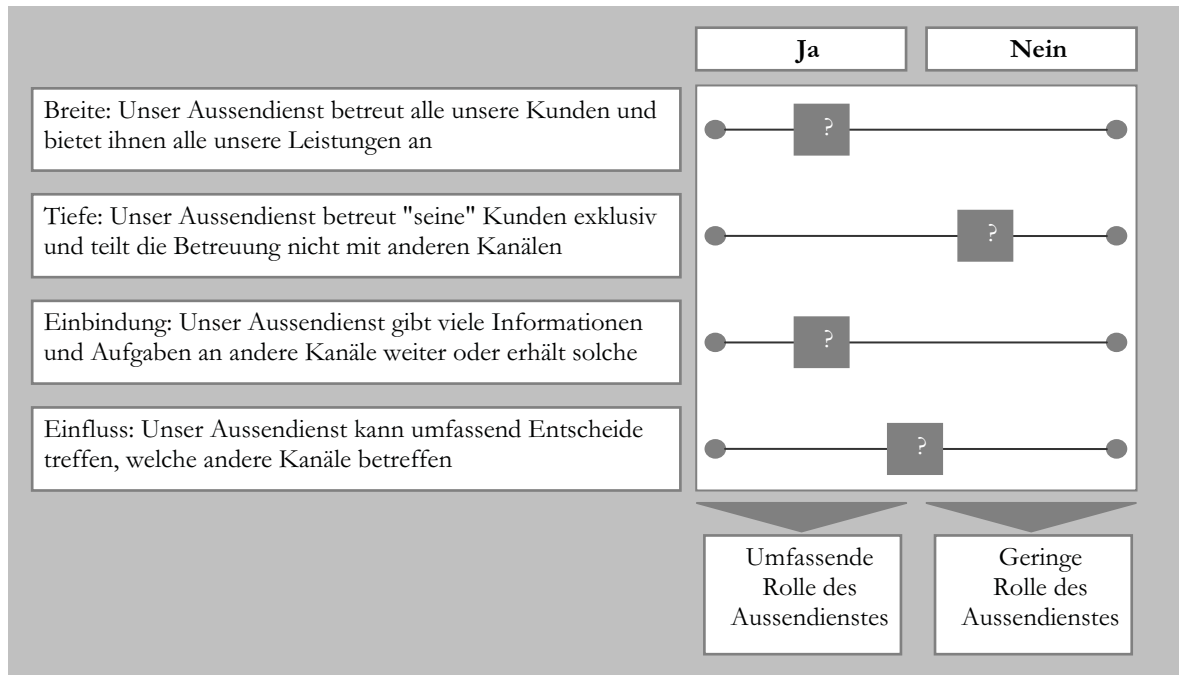 Ja
Nein
Breite: Unser Aussendienst betreut alle unsere Kunden und
bietet ihnen alle unsere Leistungen an
?
Tiefe: Unser Aussendienst betreut "seine" Kunden exklusiv
und teilt die Betreuung nicht mit anderen Kanälen
?
Einbindung: Unser Aussendienst gibt viele Informationen
und Aufgaben an andere Kanäle weiter oder erhält solche
?
Einfluss: Unser Aussendienst kann umfassend Entscheide
treffen, welche andere Kanäle betreffen
?
Umfassende
Rolle des
Aussendienstes
Geringe
Rolle des
Aussendienstes